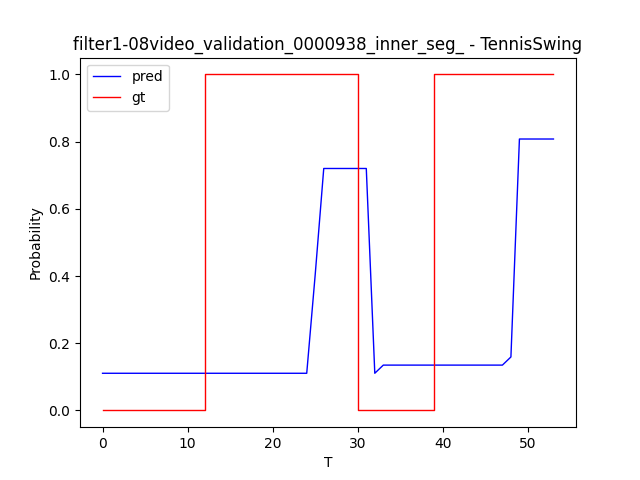 filter1-08video_validation_0000938_inner_seg_ - TennisSwing
pred
gt
1.0
0.8
0.6
0.4
0.2
0.0
Probability
0
10
20
30
40
50
T